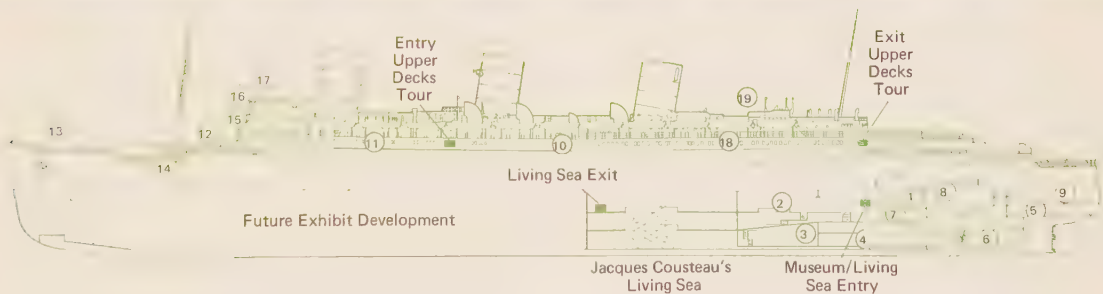 Entry
Upper
Decks
Tour
Exit
Upper
Decks
Tour
17
16
15
13
12
14
11
10
19
18
Living Sea Exit
Future Exhibit Development
2
3
4
1
8
9
7
5
6
Jacques Cousteau's
Living Sea
Museum/Living
Sea Entry